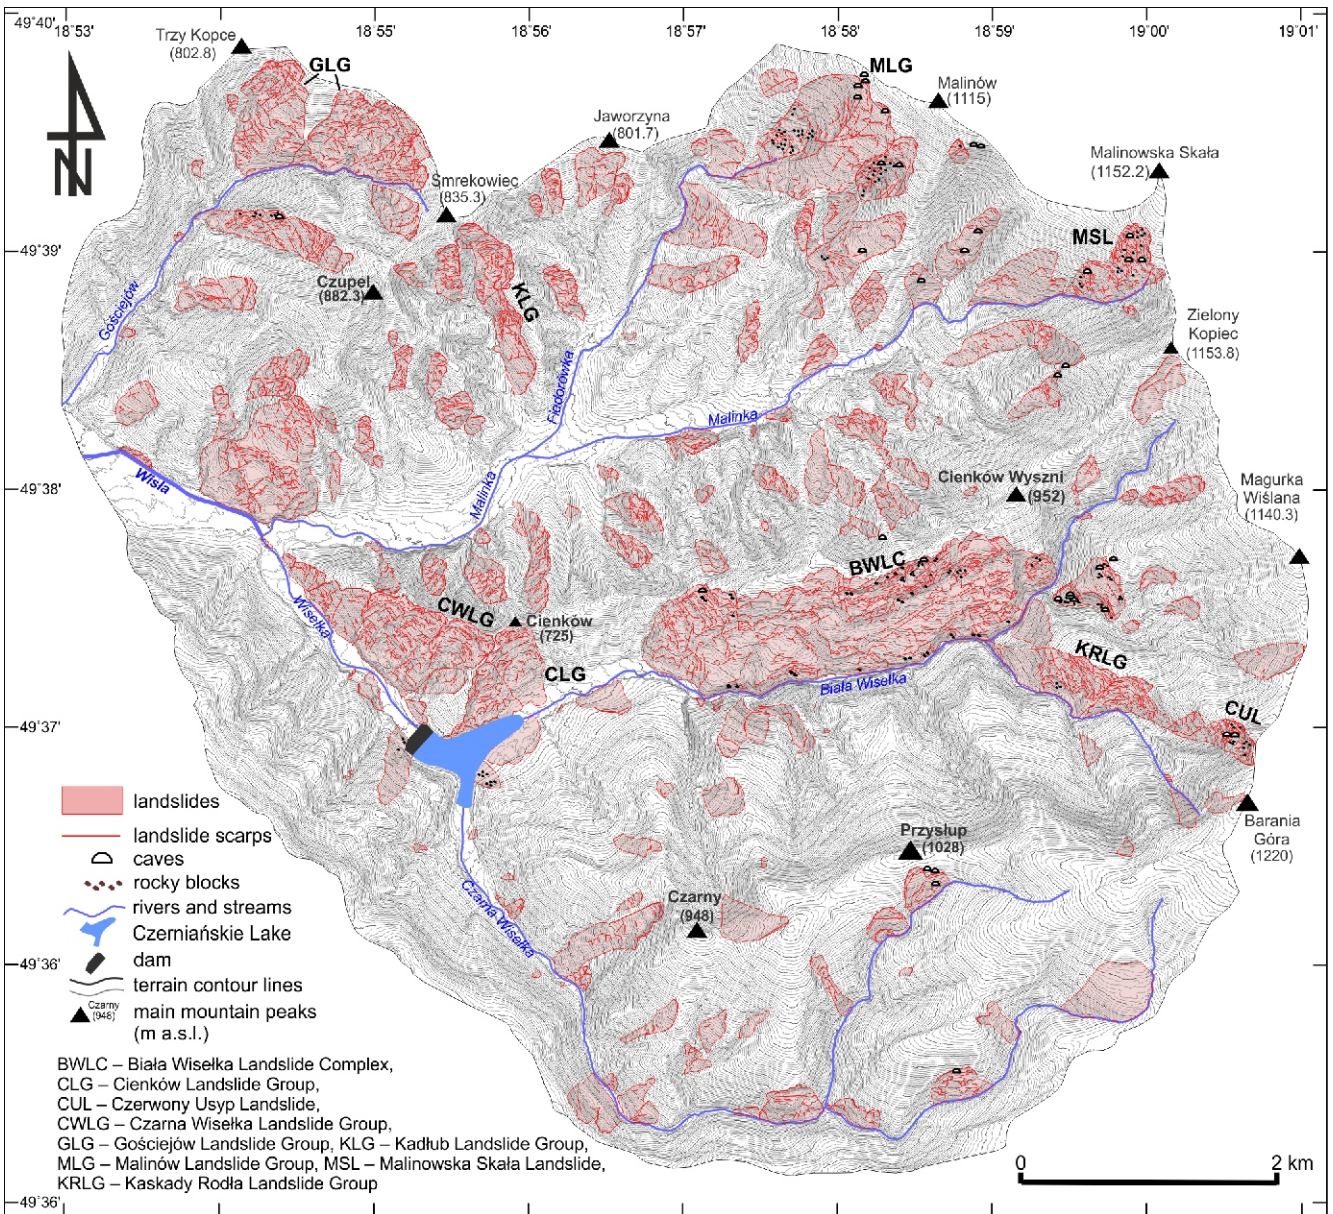 49°40'
18°53'
18°55'
18°56'
18°57'
18°58'
18°59'
19°00'
19°01'
Trzy Kopce
(802.8)
GLG
MLG
Malinów
(1115)
Jaworzyna
(801.7)
Malinowska Skała
(1152.2)
Smrekowiec
(835.3)
49°39'
MSL
Czupel
(882.3)
KLG
Gościejów
Zielony
Kopiec
(1153.8)
Fiedorówka
Malinka
Malinka
Wisła
49°38'
Cienków Wyszni
(952)
Magurka
Wiślana
(1140.3)
BWLC
CWLG
Wisełka
Cienków
(725)
KRLG
CLG
Biała Wisełka
CUL
49°37'
landslides
landslide scarps
caves
rocky blocks
rivers and streams
Czerniańskie Lake
dam
terrain contour lines
Czarny
(948)
main mountain peaks
(m a.s.l.)
Przysłup
(1028)
Barania
Góra
(1220)
Czarna Wisełka
Czarny
(948)
49°36'
BWLC – Biała Wisełka Landslide Complex,
CLG – Cienków Landslide Group,
CUL – Czerwony Usyp Landslide,
CWLG – Czarna Wisełka Landslide Group,
GLG – Gościejów Landslide Group, KLG – Kadłub Landslide Group,
MLG – Malinów Landslide Group, MSL – Malinowska Skała Landslide,
KRLG – Kaskady Rodła Landslide Group
0 2 km
49°36'
N